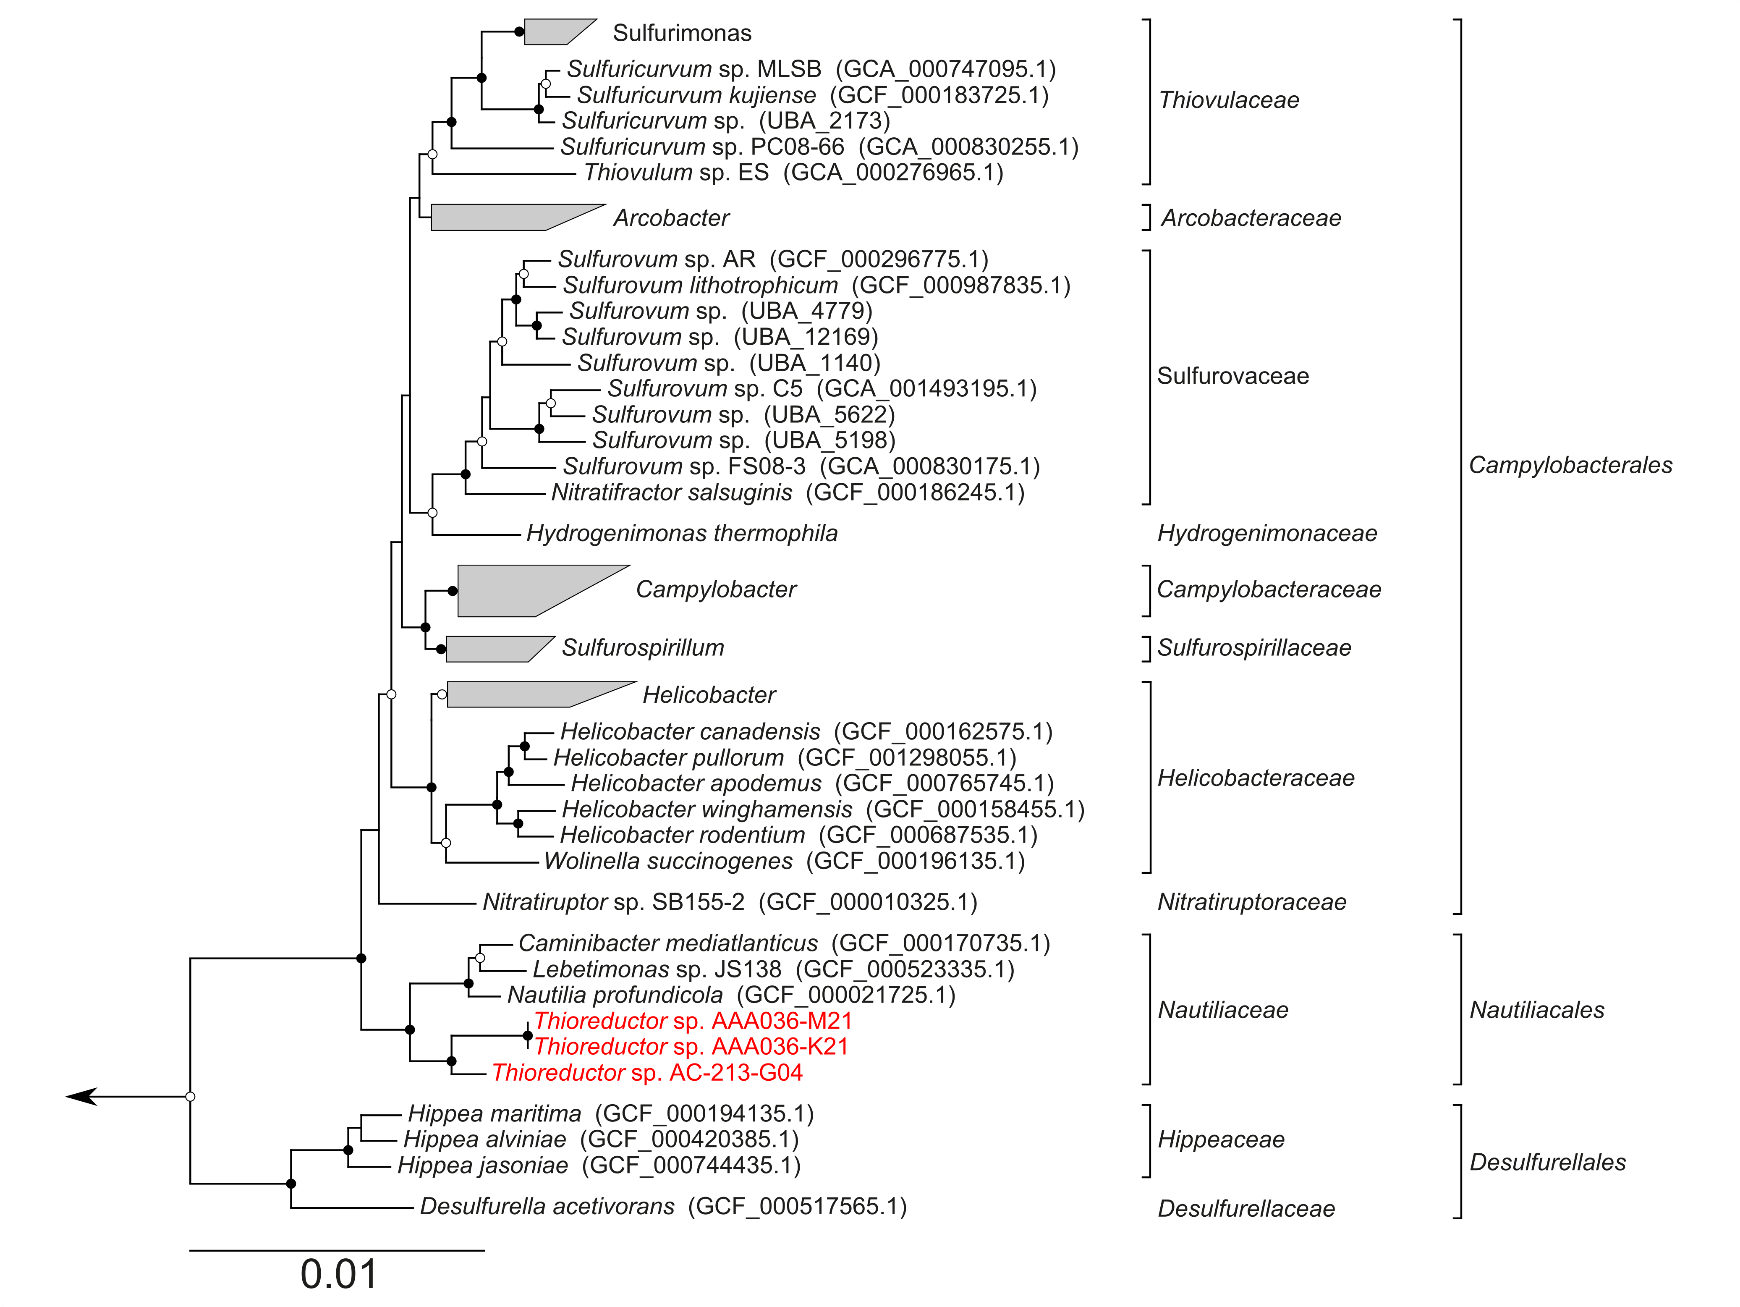 Sulfurimonas
Sulfuricurvum sp. MLSB (GCA_000747095.1)
Sulfuricurvum kujiense (GCF_000183725.1)
Thiovulaceae
Sulfuricurvum sp. (UBA_2173)
Sulfuricurvum sp. PC08-66 (GCA_000830255.1)
Thiovulum sp. ES (GCA_000276965.1)
Arcobacter
Arcobacteraceae
Sulfurovum sp. AR (GCF_000296775.1)
Sulfurovum lithotrophicum (GCF_000987835.1)
Sulfurovum sp. (UBA_4779)
Sulfurovum sp. (UBA_12169)
Sulfurovum sp. (UBA_1140)
Sulfurovaceae
Sulfurovum sp. C5 (GCA_001493195.1)
Sulfurovum sp. (UBA_5622)
Sulfurovum sp. (UBA_5198)
Sulfurovum sp. FS08-3 (GCA_000830175.1)
Campylobacterales
Nitratifractor salsuginis (GCF_000186245.1)
Hydrogenimonas thermophila
Hydrogenimonaceae
Campylobacter
Campylobacteraceae
Sulfurospirillum
Sulfurospirillaceae
Helicobacter
Helicobacter canadensis (GCF_000162575.1)
Helicobacter pullorum (GCF_001298055.1)
Helicobacteraceae
Helicobacter apodemus (GCF_000765745.1)
Helicobacter winghamensis (GCF_000158455.1)
Helicobacter rodentium (GCF_000687535.1)
Wolinella succinogenes (GCF_000196135.1)
Nitratiruptor sp. SB155-2 (GCF_000010325.1)
Nitratiruptoraceae
Caminibacter mediatlanticus (GCF_000170735.1)
Lebetimonas sp. JS138 (GCF_000523335.1)
Nautilia profundicola (GCF_000021725.1)
Nautiliaceae
Nautiliacales
Thioreductor sp. AAA036-M21
Thioreductor sp. AAA036-K21
Thioreductor sp. AC-213-G04
Hippea maritima (GCF_000194135.1)
Hippea alviniae (GCF_000420385.1)
Hippeaceae
Hippea jasoniae (GCF_000744435.1)
Desulfurellales
Desulfurella acetivorans (GCF_000517565.1)
Desulfurellaceae
0.01